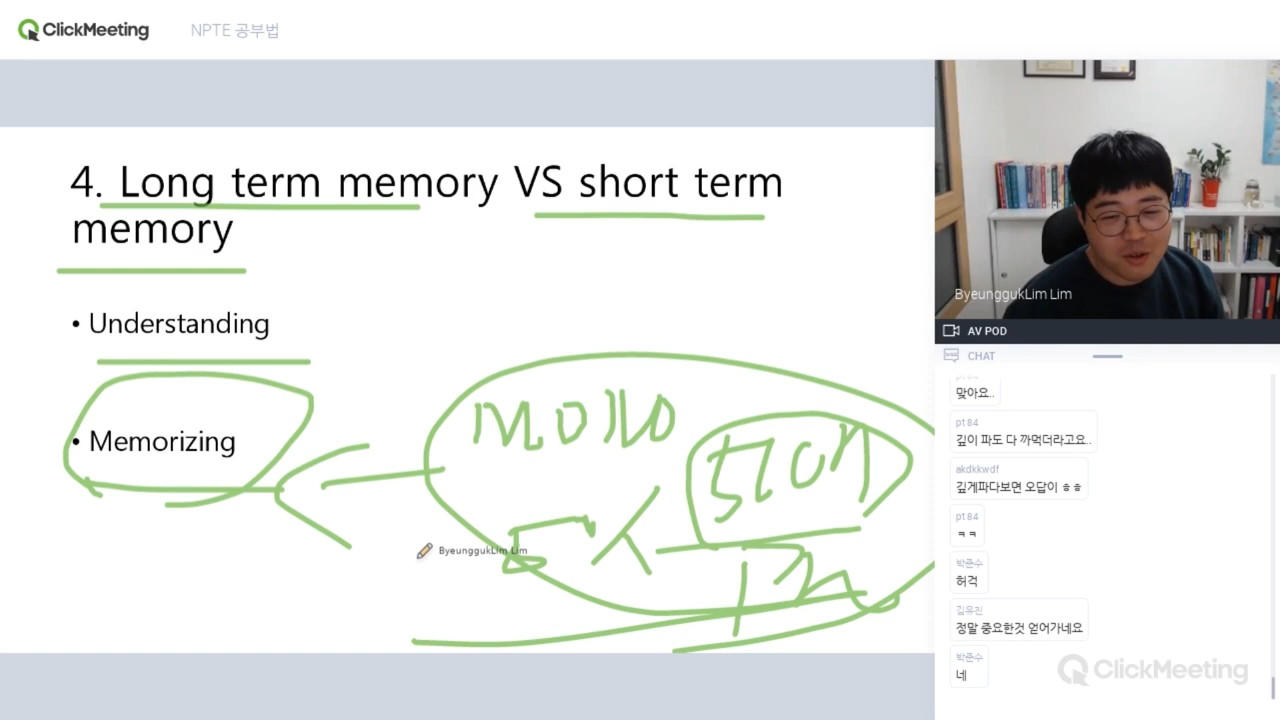 ClickMeeting
NPTE 공부법
4. Long term memory VS short term
memory
• Understanding
• Memorizing
ByeunggukLim Lim
ByeunggukLim Lim
AV POD
CHAT
맞아요..
pt 84
깊이 파도 다 까먹더라고요..
akdkkwdf
깊게파다보면 오답이 ㅎㅎ
pt 84
ㅋㅋ
박준수
허걱
김유진
정말 중요한것 얻어가네요
박준수
네
ClickMeeting